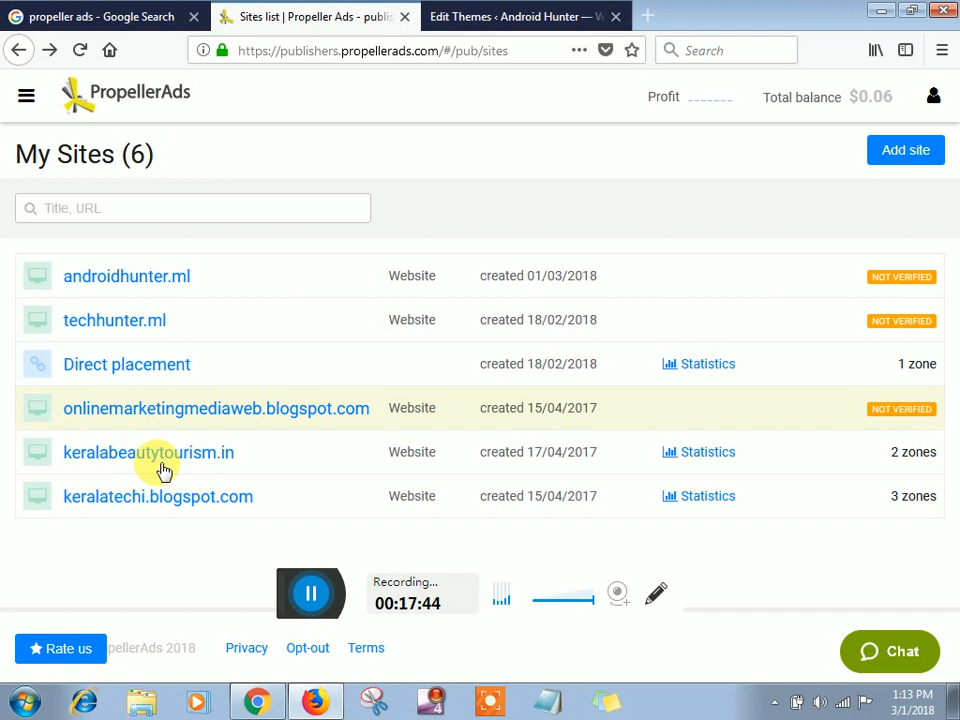 propeller ads - Google Search
Sites list | Propeller Ads - publis
Edit Themes ‹ Android Hunter — W
https://publishers.propellerads.com/#/pub/sites
Search
PropellerAds
Profit
Total balance $0.06
My Sites (6)
Add site
Title, URL
androidhunter.ml Website created 01/03/2018 NOT VERIFIED
techhunter.ml Website created 18/02/2018 NOT VERIFIED
Direct placement created 18/02/2018 Statistics 1 zone
onlinemarketingmediaweb.blogspot.com Website created 15/04/2017 NOT VERIFIED
keralabeautytourism.in Website created 17/04/2017 Statistics 2 zones
keralatechi.blogspot.com Website created 15/04/2017 Statistics 3 zones
Recording...
00:17:44
Rate us
pellerAds 2018 Privacy Opt-out Terms
Chat
4
1:13 PM
3/1/2018